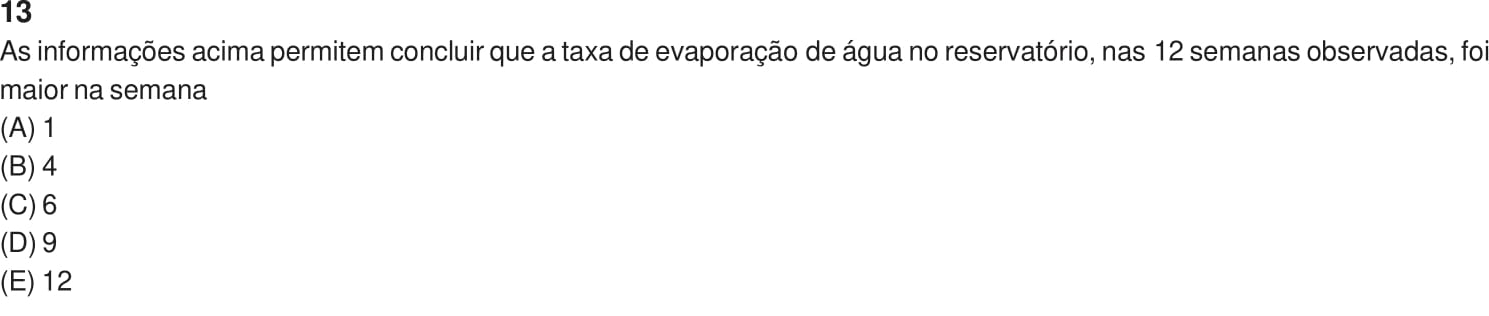 13
As informações acima permitem concluir que a taxa de evaporação de água no reservatório, nas 12 semanas observadas, foi
maior na semana
(A) 1
(B) 4
(C) 6
(D) 9
(E) 12